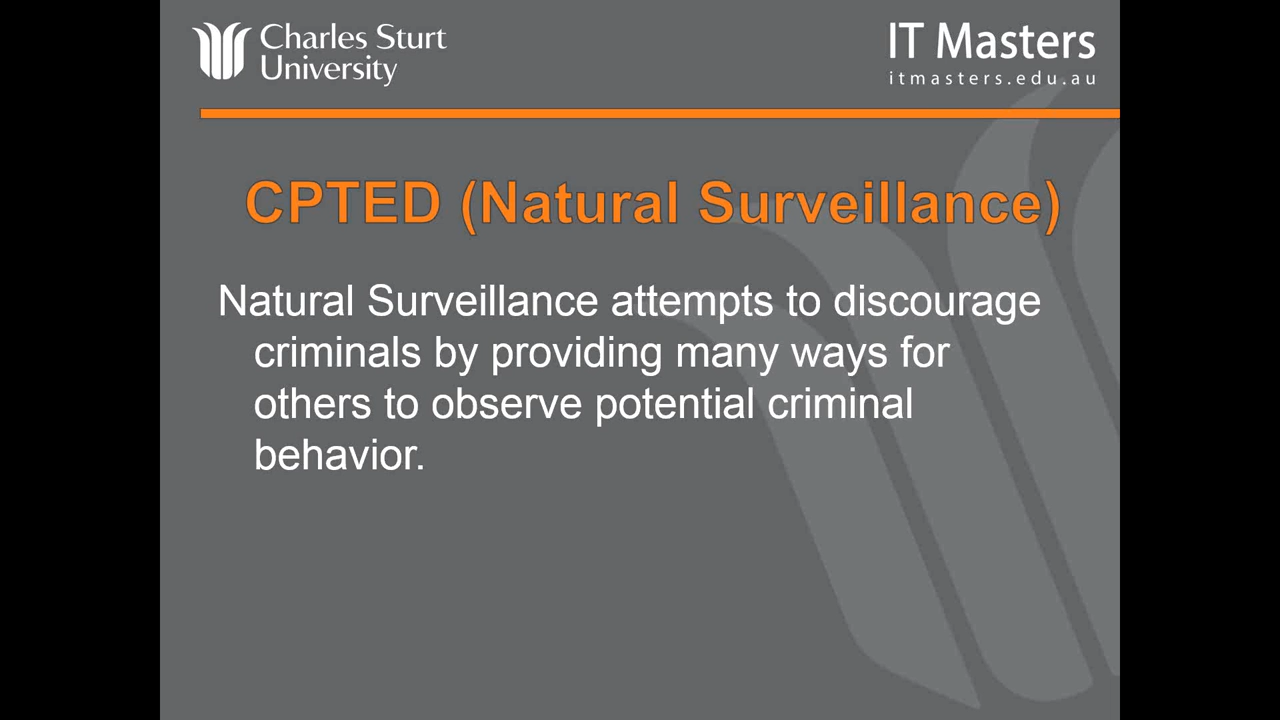 Charles Sturt
University
IT Masters
itmasters.edu.au
CPTED (Natural Surveillance)
Natural Surveillance attempts to discourage
criminals by providing many ways for
others to observe potential criminal
behavior.